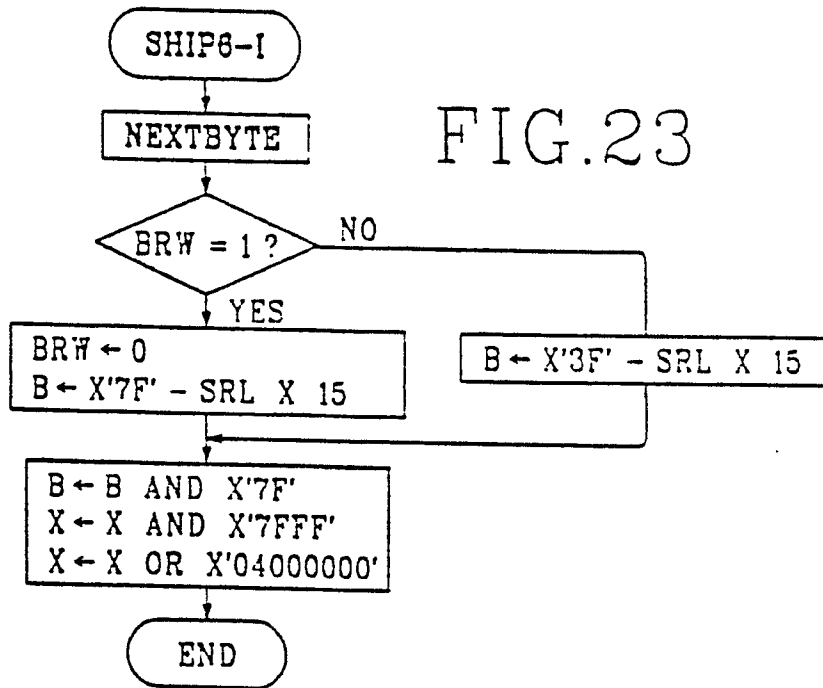 SHIP6-I
NEXTBYTE
FIG.23
BRW = 1 ?
NO
YES
BRW ← 0
B ← X'7F' - SRL X 15
B ← X'3F' - SRL X 15
B ← B AND X'7F'
X ← X AND X'7FFF'
X ← X OR X'04000000'
END